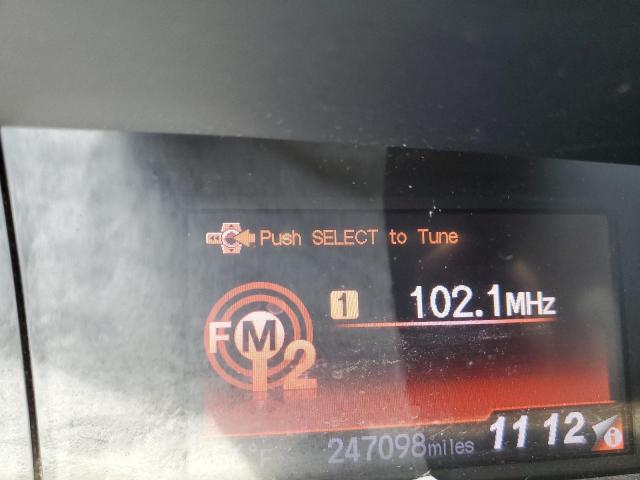 Push SELECT to Tune
1 102.1MHz
FM2
°F 247098miles 11 12 i